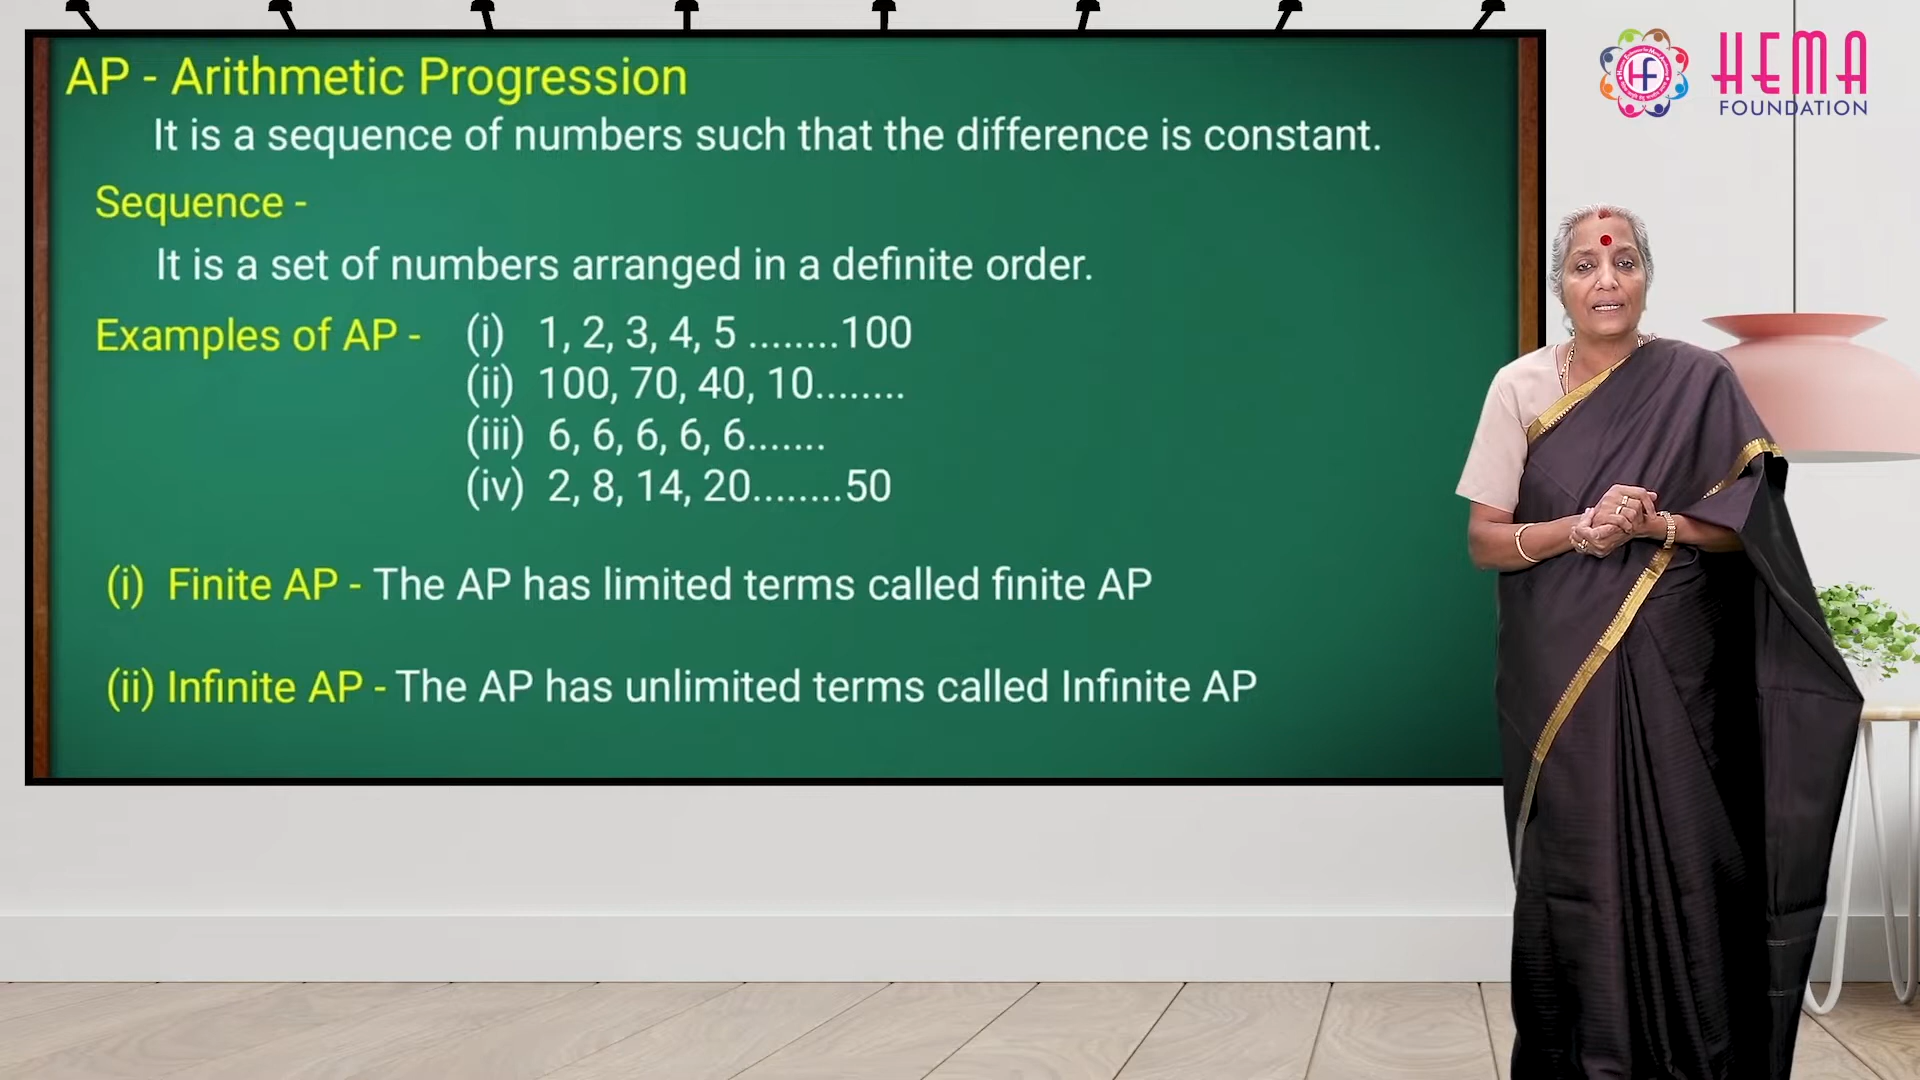 AP - Arithmetic Progression
It is a sequence of numbers such that the difference is constant.
Sequence -
It is a set of numbers arranged in a definite order.
Examples of AP - (i) 1, 2, 3, 4, 5 ........100
(ii) 100, 70, 40, 10........
(iii) 6, 6, 6, 6, 6.......
(iv) 2, 8, 14, 20........50
(i) Finite AP - The AP has limited terms called finite AP
(ii) Infinite AP - The AP has unlimited terms called Infinite AP
HF
HEMA
FOUNDATION